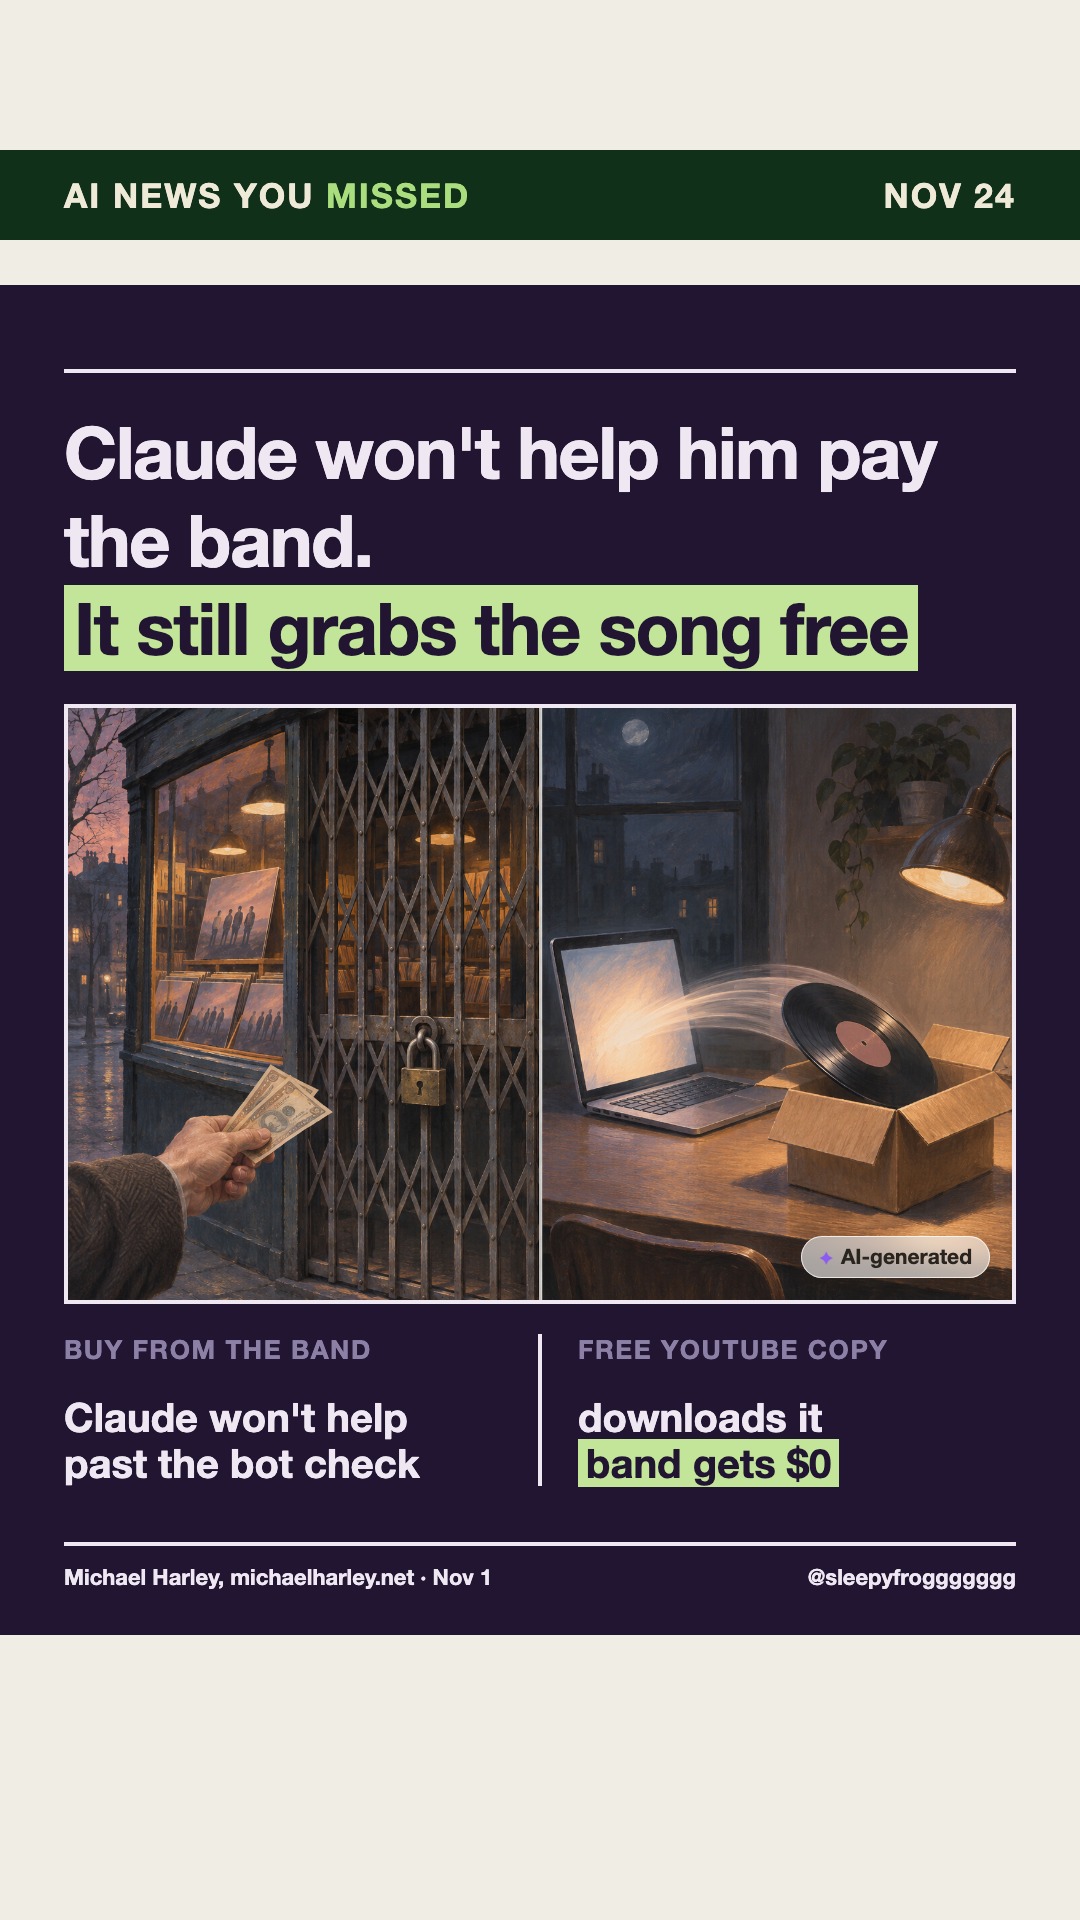 AI NEWS YOU MISSED
NOV 24
Claude won't help him pay
the band.
It still grabs the song free
AI-generated
BUY FROM THE BAND
Claude won't help
past the bot check
FREE YOUTUBE COPY
downloads it
band gets $0
Michael Harley, michaelharley.net · Nov 1
@sleepyfroggggggg